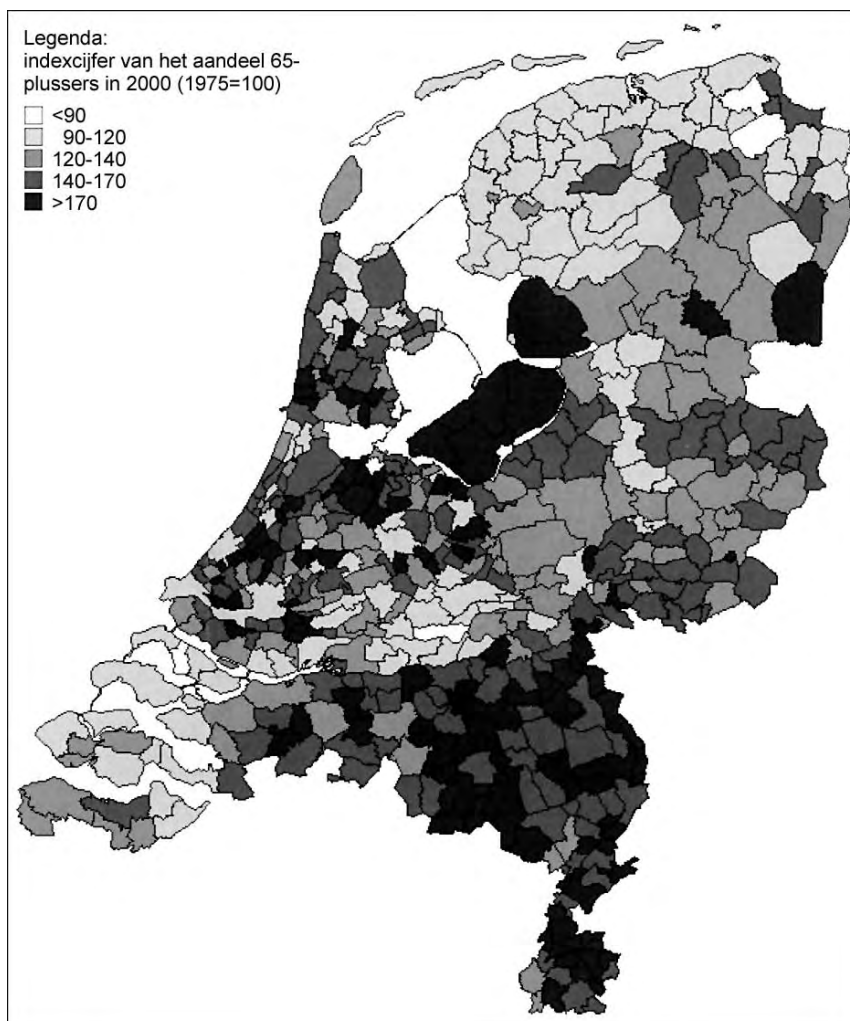 Legenda:
indexcijfer van het aandeel 65-
plussers in 2000 (1975=100)
<90
90-120
120-140
140-170
>170